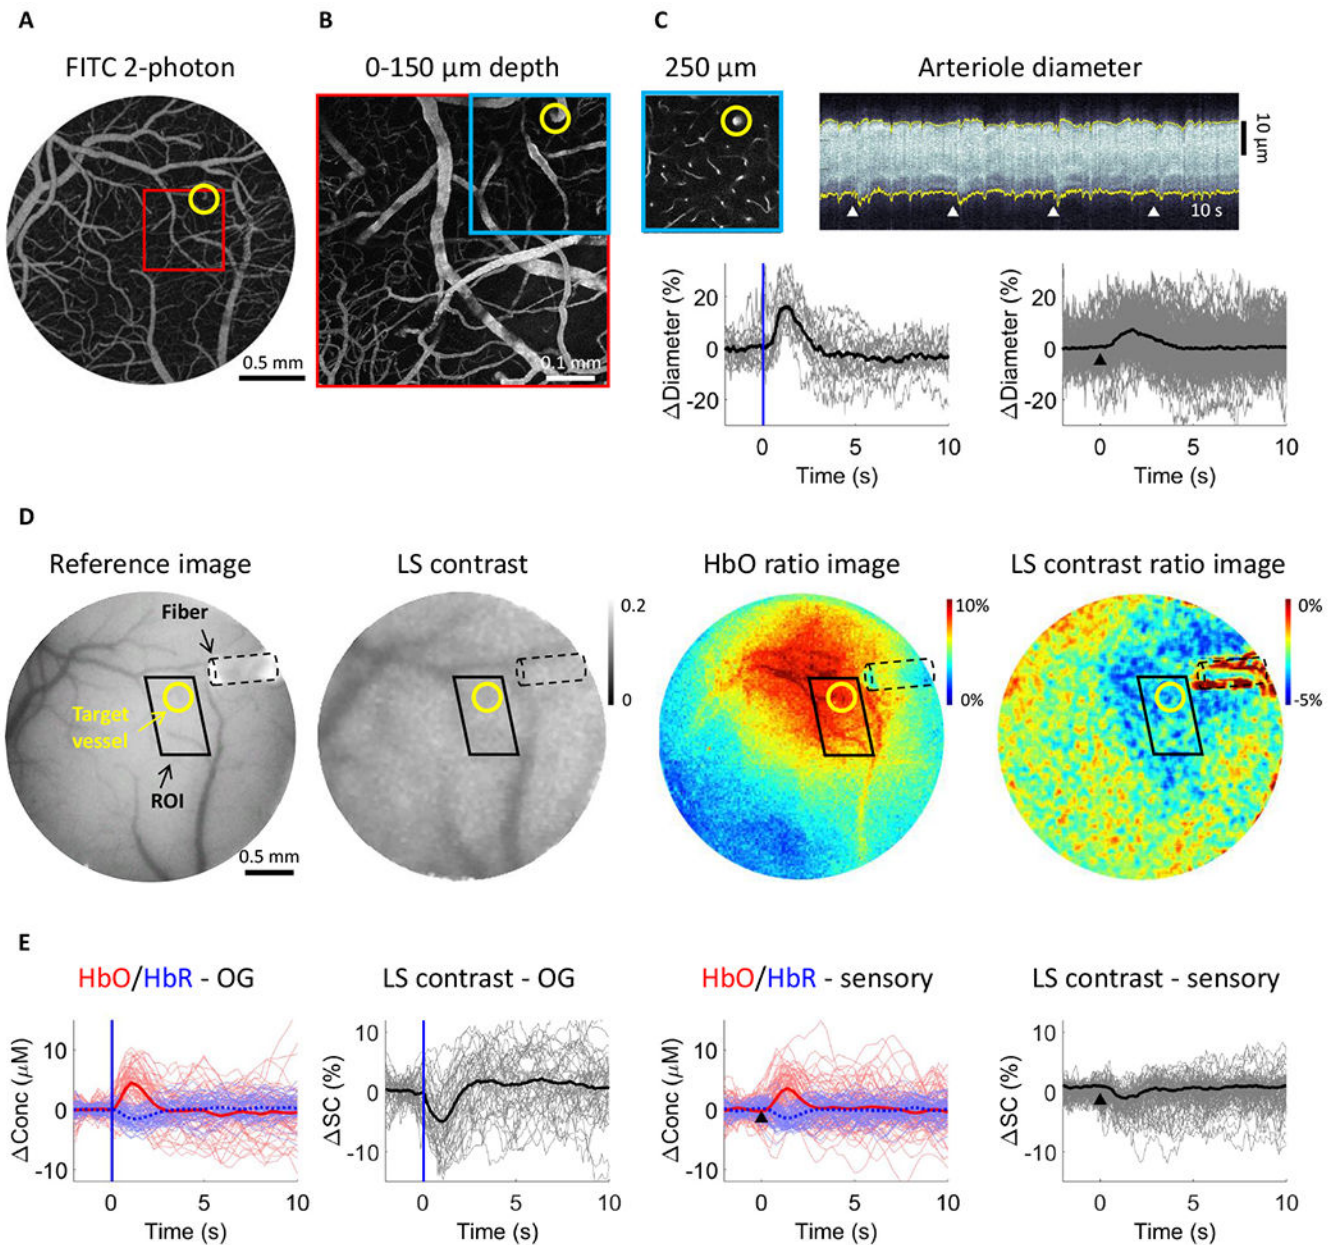 A
B
C
FITC 2-photon
0-150 µm depth
250 µm
Arteriole diameter
10 µm
10 s
0.5 mm
0.1 mm
ΔDiameter (%)
20
0
-20
0
5
10
Time (s)
ΔDiameter (%)
20
0
-20
0
5
10
Time (s)
D
Reference image
LS contrast
HbO ratio image
LS contrast ratio image
Fiber
Target
vessel
ROI
0.5 mm
0.2
0
10%
0%
0%
-5%
E
HbO/HbR - OG
LS contrast - OG
HbO/HbR - sensory
LS contrast - sensory
ΔConc (µM)
10
0
-10
0
5
10
Time (s)
ΔSC (%)
10
0
-10
0
5
10
Time (s)
ΔConc (µM)
10
0
-10
0
5
10
Time (s)
ΔSC (%)
10
0
-10
0
5
10
Time (s)